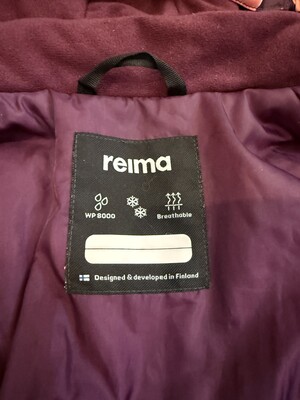 reima
WP 8000
Breathable
Designed & developed in Finland